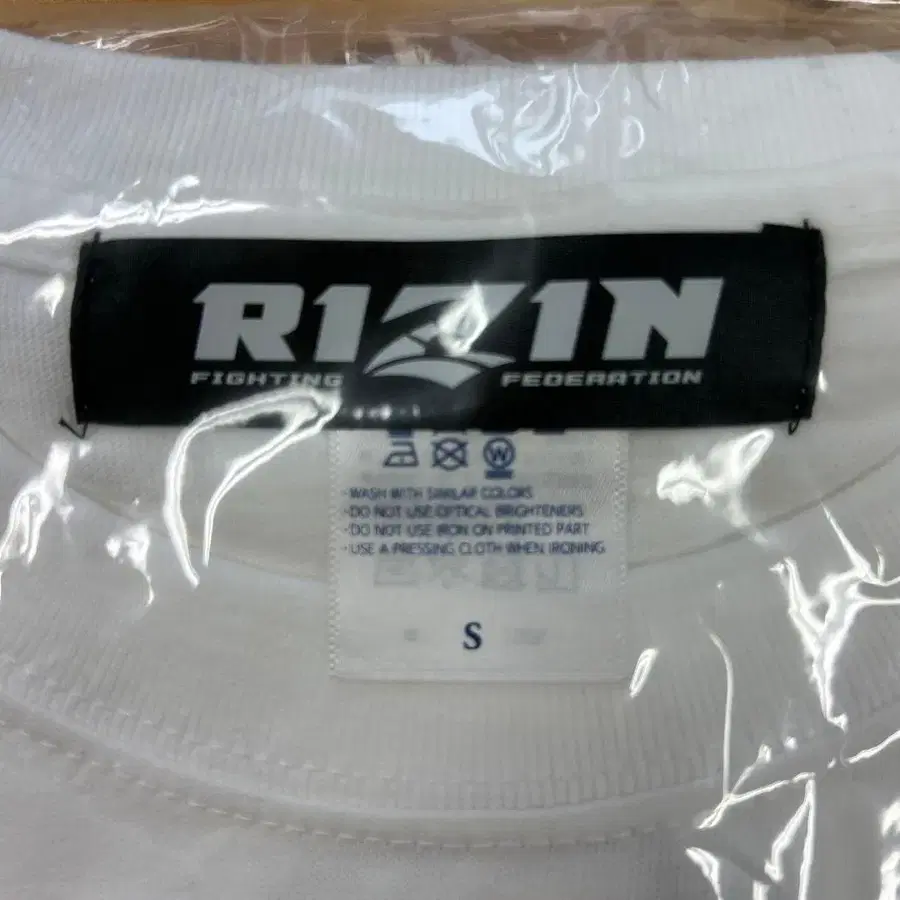 RIZIN
FIGHTING FEDERATION
W
·WASH WITH SIMILAR COLORS
·DO NOT USE OPTICAL BRIGHTENERS
·DO NOT USE IRON ON PRINTED PART
·USE A PRESSING CLOTH WHEN IRONING
S